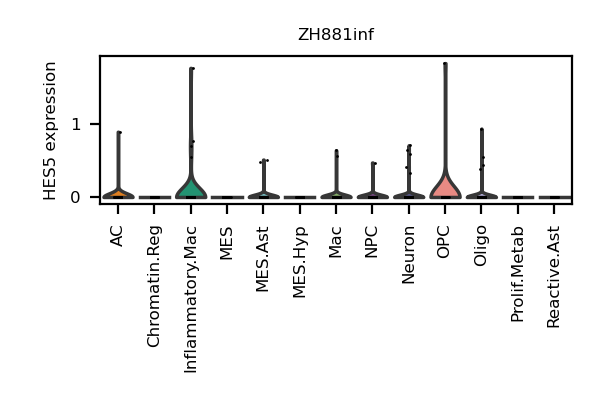 ZH881inf
HES5 expression
1
0
AC
Chromatin.Reg
Inflammatory.Mac
MES
MES.Ast
MES.Hyp
Mac
NPC
Neuron
OPC
Oligo
Prolif.Metab
Reactive.Ast